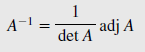 A⁻¹ = 1/(det A) adj A